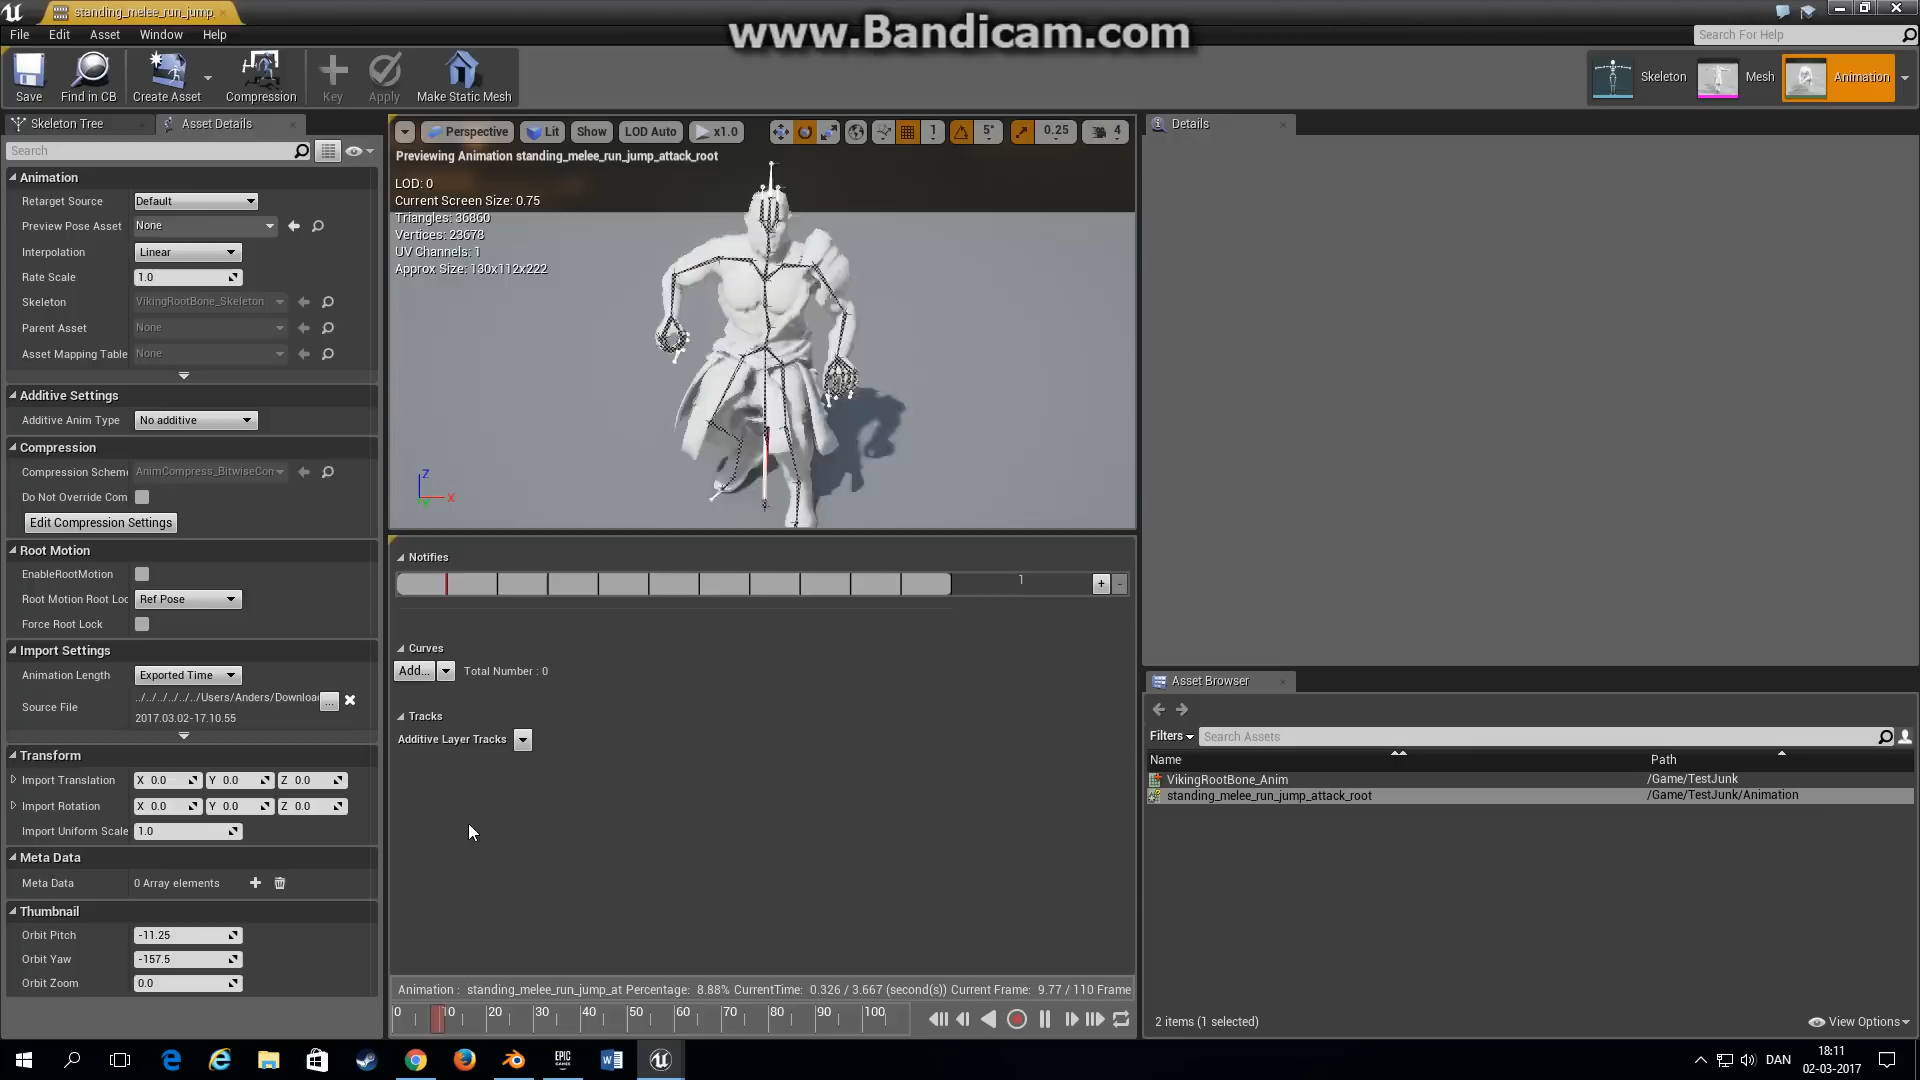 standing_melee_run_jump
www.Bandicam.com
File Edit Asset Window Help
Search For Help
Save Find in CB Create Asset Compression Key Apply Make Static Mesh
Skeleton Mesh Animation
Skeleton Tree Asset Details
Search
Animation
Retarget Source Default
Preview Pose Asset None
Interpolation Linear
Rate Scale 1.0
Skeleton VikingRootBone_Skeleton
Parent Asset None
Asset Mapping Table None
Additive Settings
Additive Anim Type No additive
Compression
Compression Schem AnimCompress_BitwiseCon
Do Not Override Com
Edit Compression Settings
Root Motion
EnableRootMotion
Root Motion Root Loc Ref Pose
Force Root Lock
Import Settings
Animation Length Exported Time
Source File ../../../../../../Users/Anders/Downloa ...
2017.03.02-17.10.55
Transform
Import Translation X 0.0 Y 0.0 Z 0.0
Import Rotation X 0.0 Y 0.0 Z 0.0
Import Uniform Scale 1.0
Meta Data
Meta Data 0 Array elements
Thumbnail
Orbit Pitch -11.25
Orbit Yaw -157.5
Orbit Zoom 0.0
Perspective Lit Show LOD Auto x1.0 1 5° 0.25 4
Previewing Animation standing_melee_run_jump_attack_root
LOD: 0
Current Screen Size: 0.75
Triangles: 36860
Vertices: 23678
UV Channels: 1
Approx Size: 130x112x222
Z
X
Y
Notifies
1 + -
Curves
Add... Total Number : 0
Tracks
Additive Layer Tracks
Animation : standing_melee_run_jump_at Percentage: 8.88% CurrentTime: 0.326 / 3.667 (second(s)) Current Frame: 9.77 / 110 Frame
0 10 20 30 40 50 60 70 80 90 100
Details
Asset Browser
Filters Search Assets
Name Path
VikingRootBone_Anim /Game/TestJunk
standing_melee_run_jump_attack_root /Game/TestJunk/Animation
2 items (1 selected) View Options
EPIC GAMES
DAN
18:11
02-03-2017